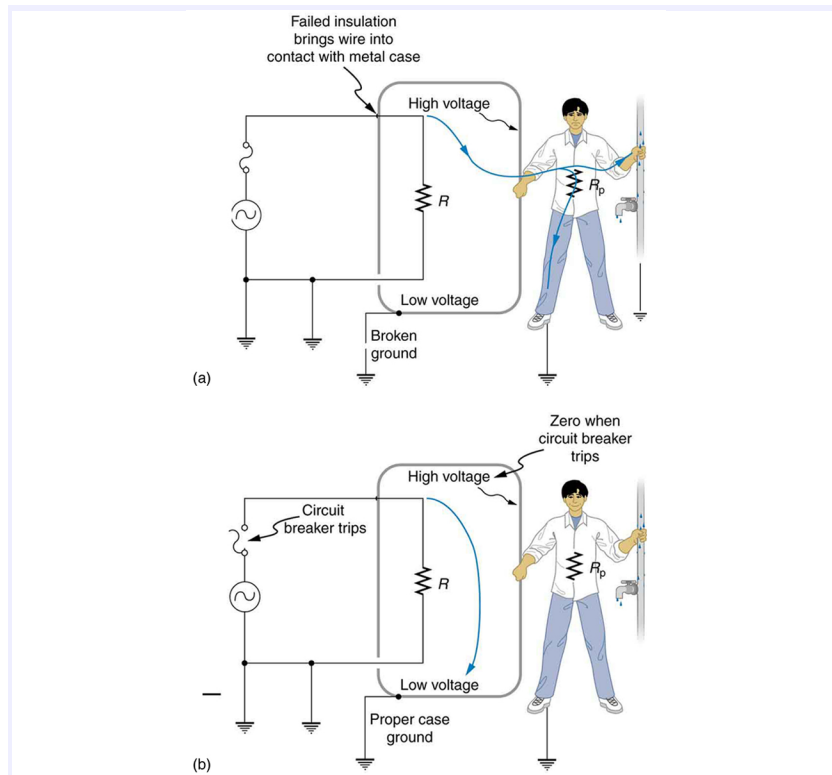 Failed insulation
brings wire into
contact with metal case
High voltage
R
Rp
Low voltage
Broken
ground
(a)
Zero when
circuit breaker
trips
High voltage
Circuit
breaker trips
R
Rp
Low voltage
Proper case
ground
(b)